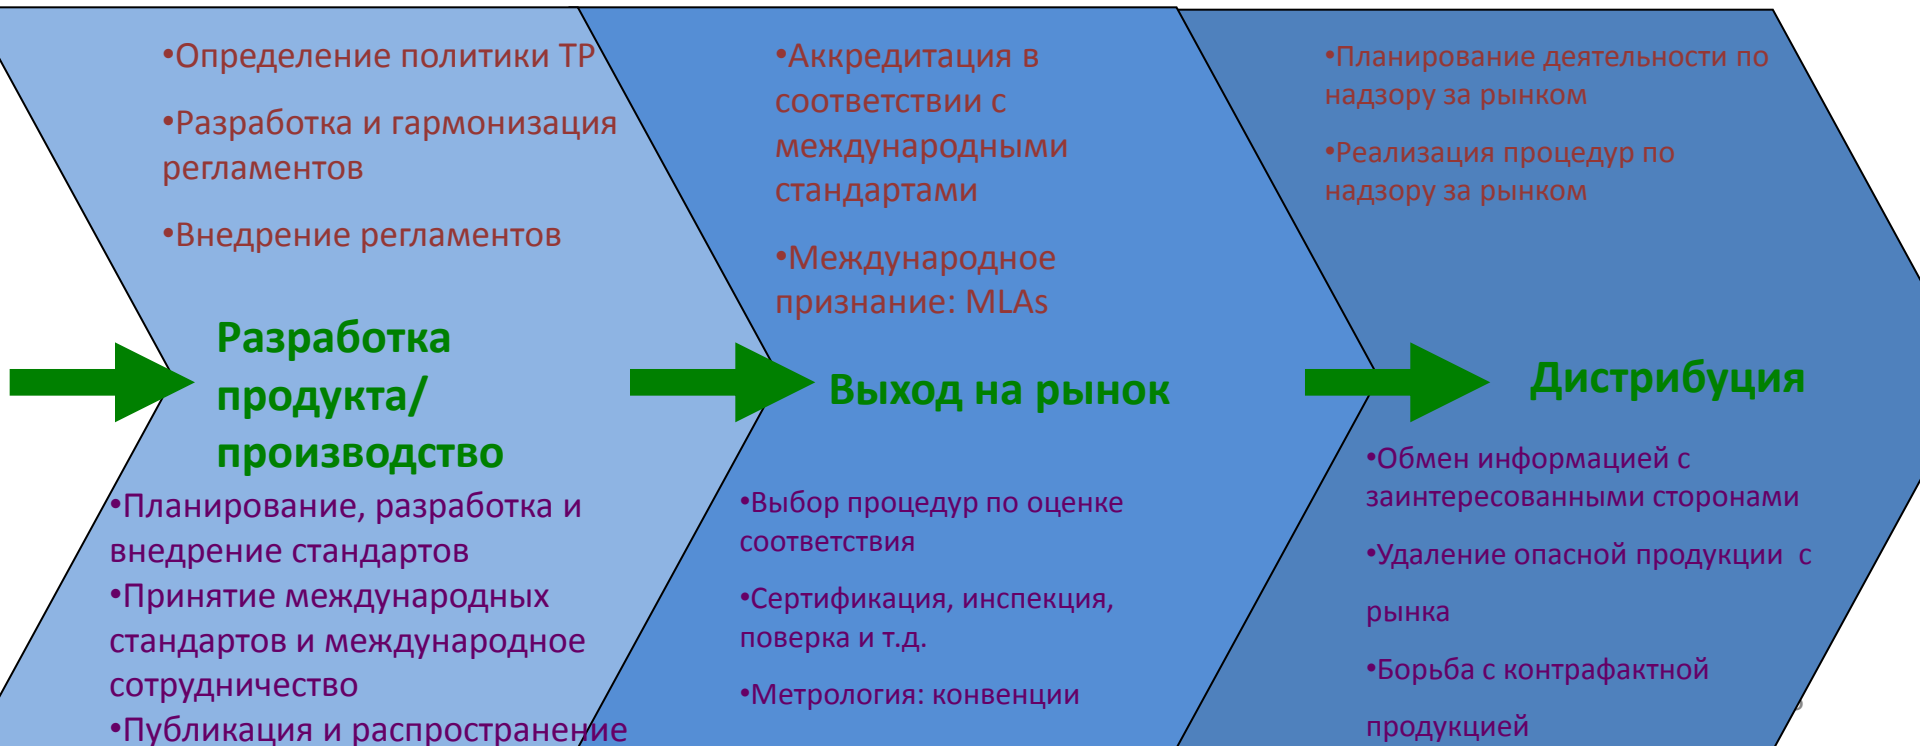 •Определение политики ТР
•Разработка и гармонизация
регламентов
•Внедрение регламентов
Разработка
продукта/
производство
•Планирование, разработка и
внедрение стандартов
•Принятие международных
стандартов и международное
сотрудничество
•Публикация и распространение
•Аккредитация в
соответствии с
международными
стандартами
•Международное
признание: MLAs
Выход на рынок
•Выбор процедур по оценке
соответствия
•Сертификация, инспекция,
поверка и т.д.
•Метрология: конвенции
•Планирование деятельности по
надзору за рынком
•Реализация процедур по
надзору за рынком
Дистрибуция
•Обмен информацией с
заинтересованными сторонами
•Удаление опасной продукции с
рынка
•Борьба с контрафактной
продукцией